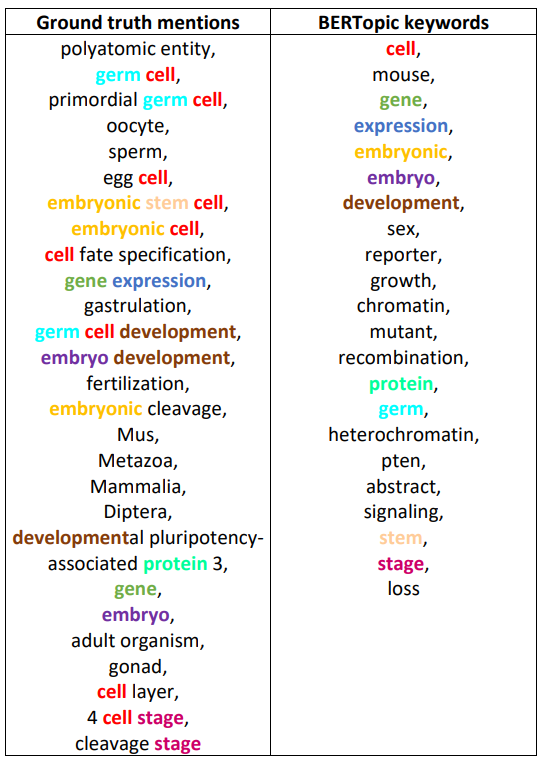 Ground truth mentions
polyatomic entity,
germ cell,
primordial germ cell,
oocyte,
sperm,
egg cell,
embryonic stem cell,
embryonic cell,
cell fate specification,
gene expression,
gastrulation,
germ cell development,
embryo development,
fertilization,
embryonic cleavage,
Mus,
Metazoa,
Mammalia,
Diptera,
developmental pluripotency-
associated protein 3,
gene,
embryo,
adult organism,
gonad,
cell layer,
4 cell stage,
cleavage stage
BERTopic keywords
cell,
mouse,
gene,
expression,
embryonic,
embryo,
development,
sex,
reporter,
growth,
chromatin,
mutant,
recombination,
protein,
germ,
heterochromatin,
pten,
abstract,
signaling,
stem,
stage,
loss